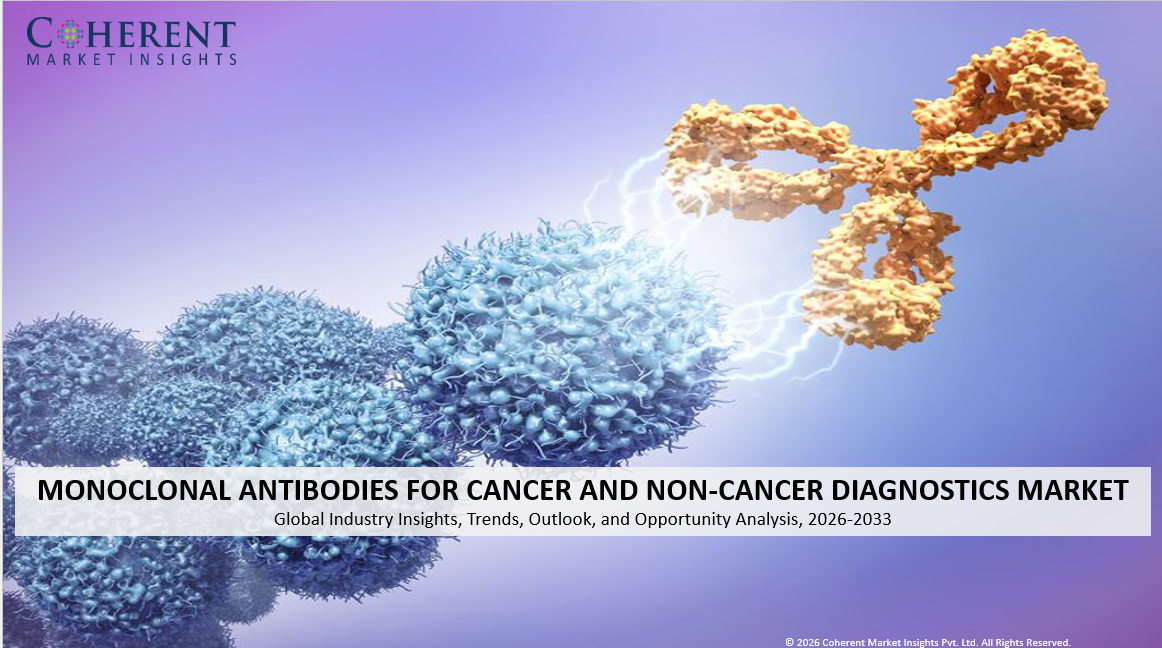 COHERENT
MARKET INSIGHTS
MONOCLONAL ANTIBODIES FOR CANCER AND NON-CANCER DIAGNOSTICS MARKET
Global Industry Insights, Trends, Outlook, and Opportunity Analysis, 2026-2033
© 2026 Coherent Market Insights Pvt. Ltd. All Rights Reserved.